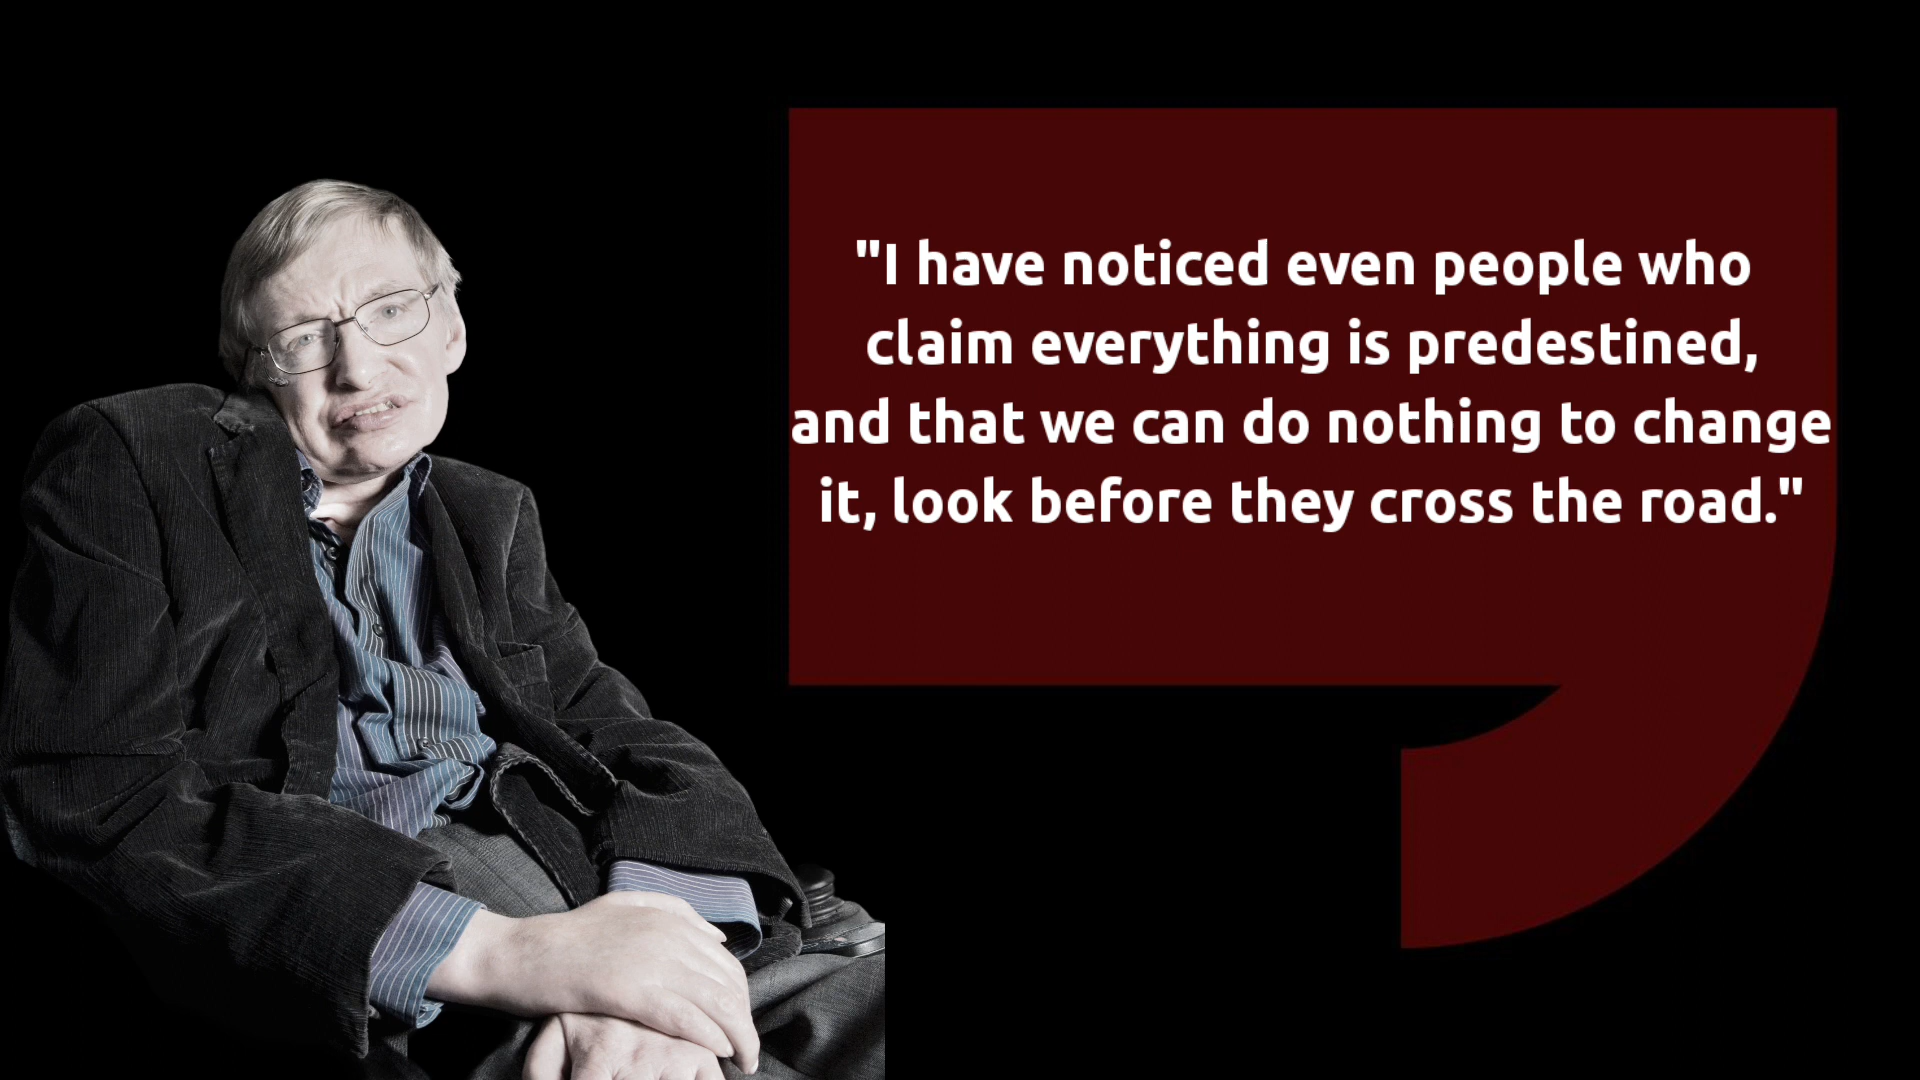 "I have noticed even people who
claim everything is predestined,
and that we can do nothing to change
it, look before they cross the road."